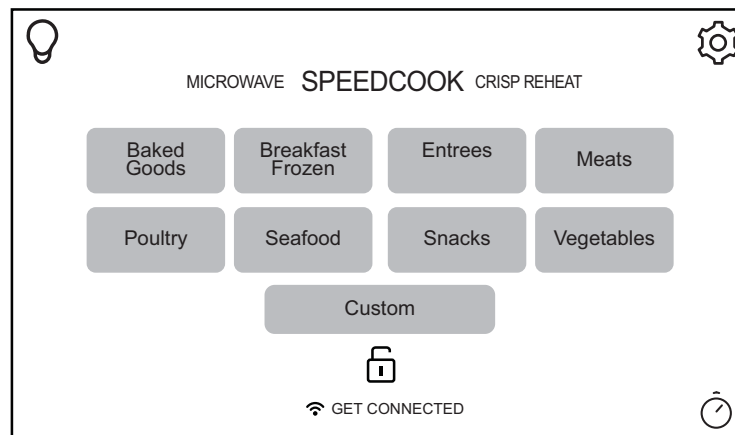 MICROWAVE SPEEDCOOK CRISP REHEAT
Baked
Goods
Breakfast
Frozen
Entrees
Meats
Poultry
Seafood
Snacks
Vegetables
Custom
GET CONNECTED